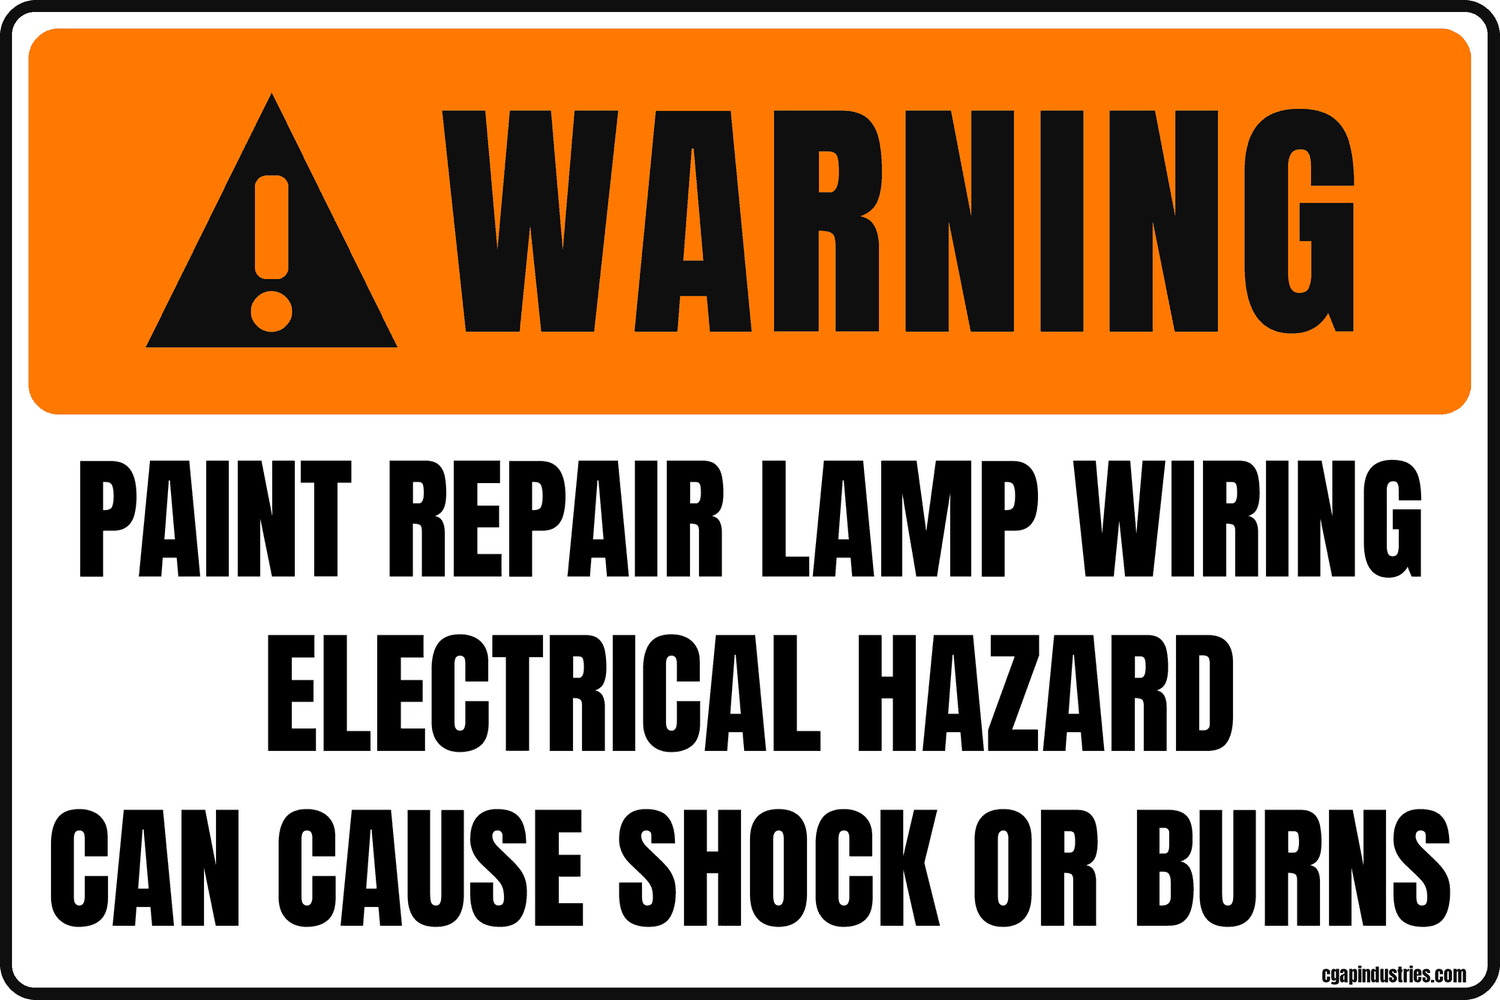 WARNING
PAINT REPAIR LAMP WIRING
ELECTRICAL HAZARD
CAN CAUSE SHOCK OR BURNS
cgapindustries.com